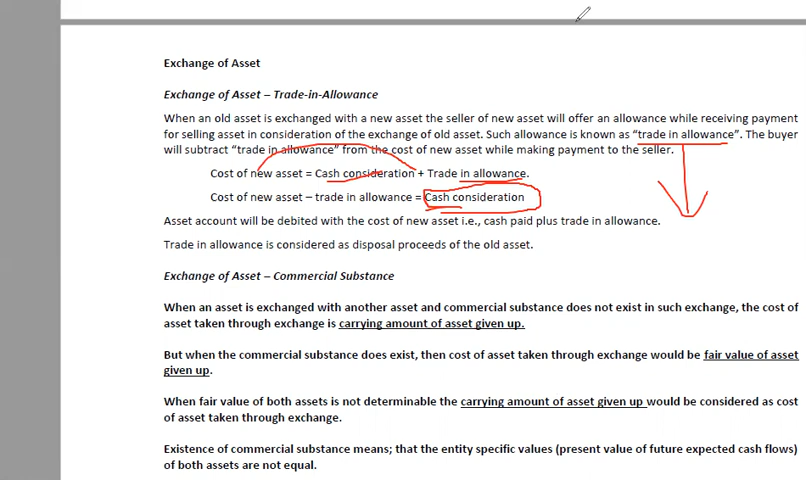 Exchange of Asset
Exchange of Asset – Trade-in-Allowance
When an old asset is exchanged with a new asset the seller of new asset will offer an allowance while receiving payment
for selling asset in consideration of the exchange of old asset. Such allowance is known as “trade in allowance”. The buyer
will subtract “trade in allowance” from the cost of new asset while making payment to the seller.
Cost of new asset = Cash consideration + Trade in allowance.
Cost of new asset – trade in allowance = Cash consideration
Asset account will be debited with the cost of new asset i.e., cash paid plus trade in allowance.
Trade in allowance is considered as disposal proceeds of the old asset.
Exchange of Asset – Commercial Substance
When an asset is exchanged with another asset and commercial substance does not exist in such exchange, the cost of
asset taken through exchange is carrying amount of asset given up.
But when the commercial substance does exist, then cost of asset taken through exchange would be fair value of asset
given up.
When fair value of both assets is not determinable the carrying amount of asset given up would be considered as cost
of asset taken through exchange.
Existence of commercial substance means; that the entity specific values (present value of future expected cash flows)
of both assets are not equal.